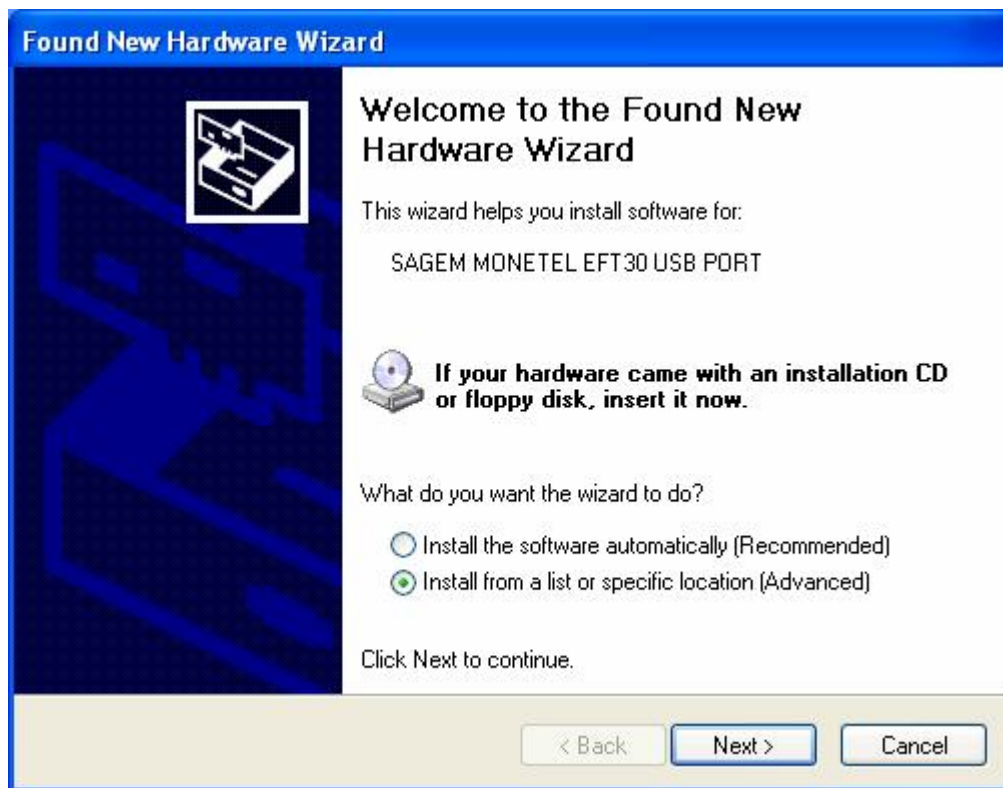 Found New Hardware Wizard
Welcome to the Found New
Hardware Wizard
This wizard helps you install software for:
SAGEM MONETEL EFT30 USB PORT
If your hardware came with an installation CD
or floppy disk, insert it now.
What do you want the wizard to do?
Install the software automatically (Recommended)
Install from a list or specific location (Advanced)
Click Next to continue.
< Back
Next >
Cancel